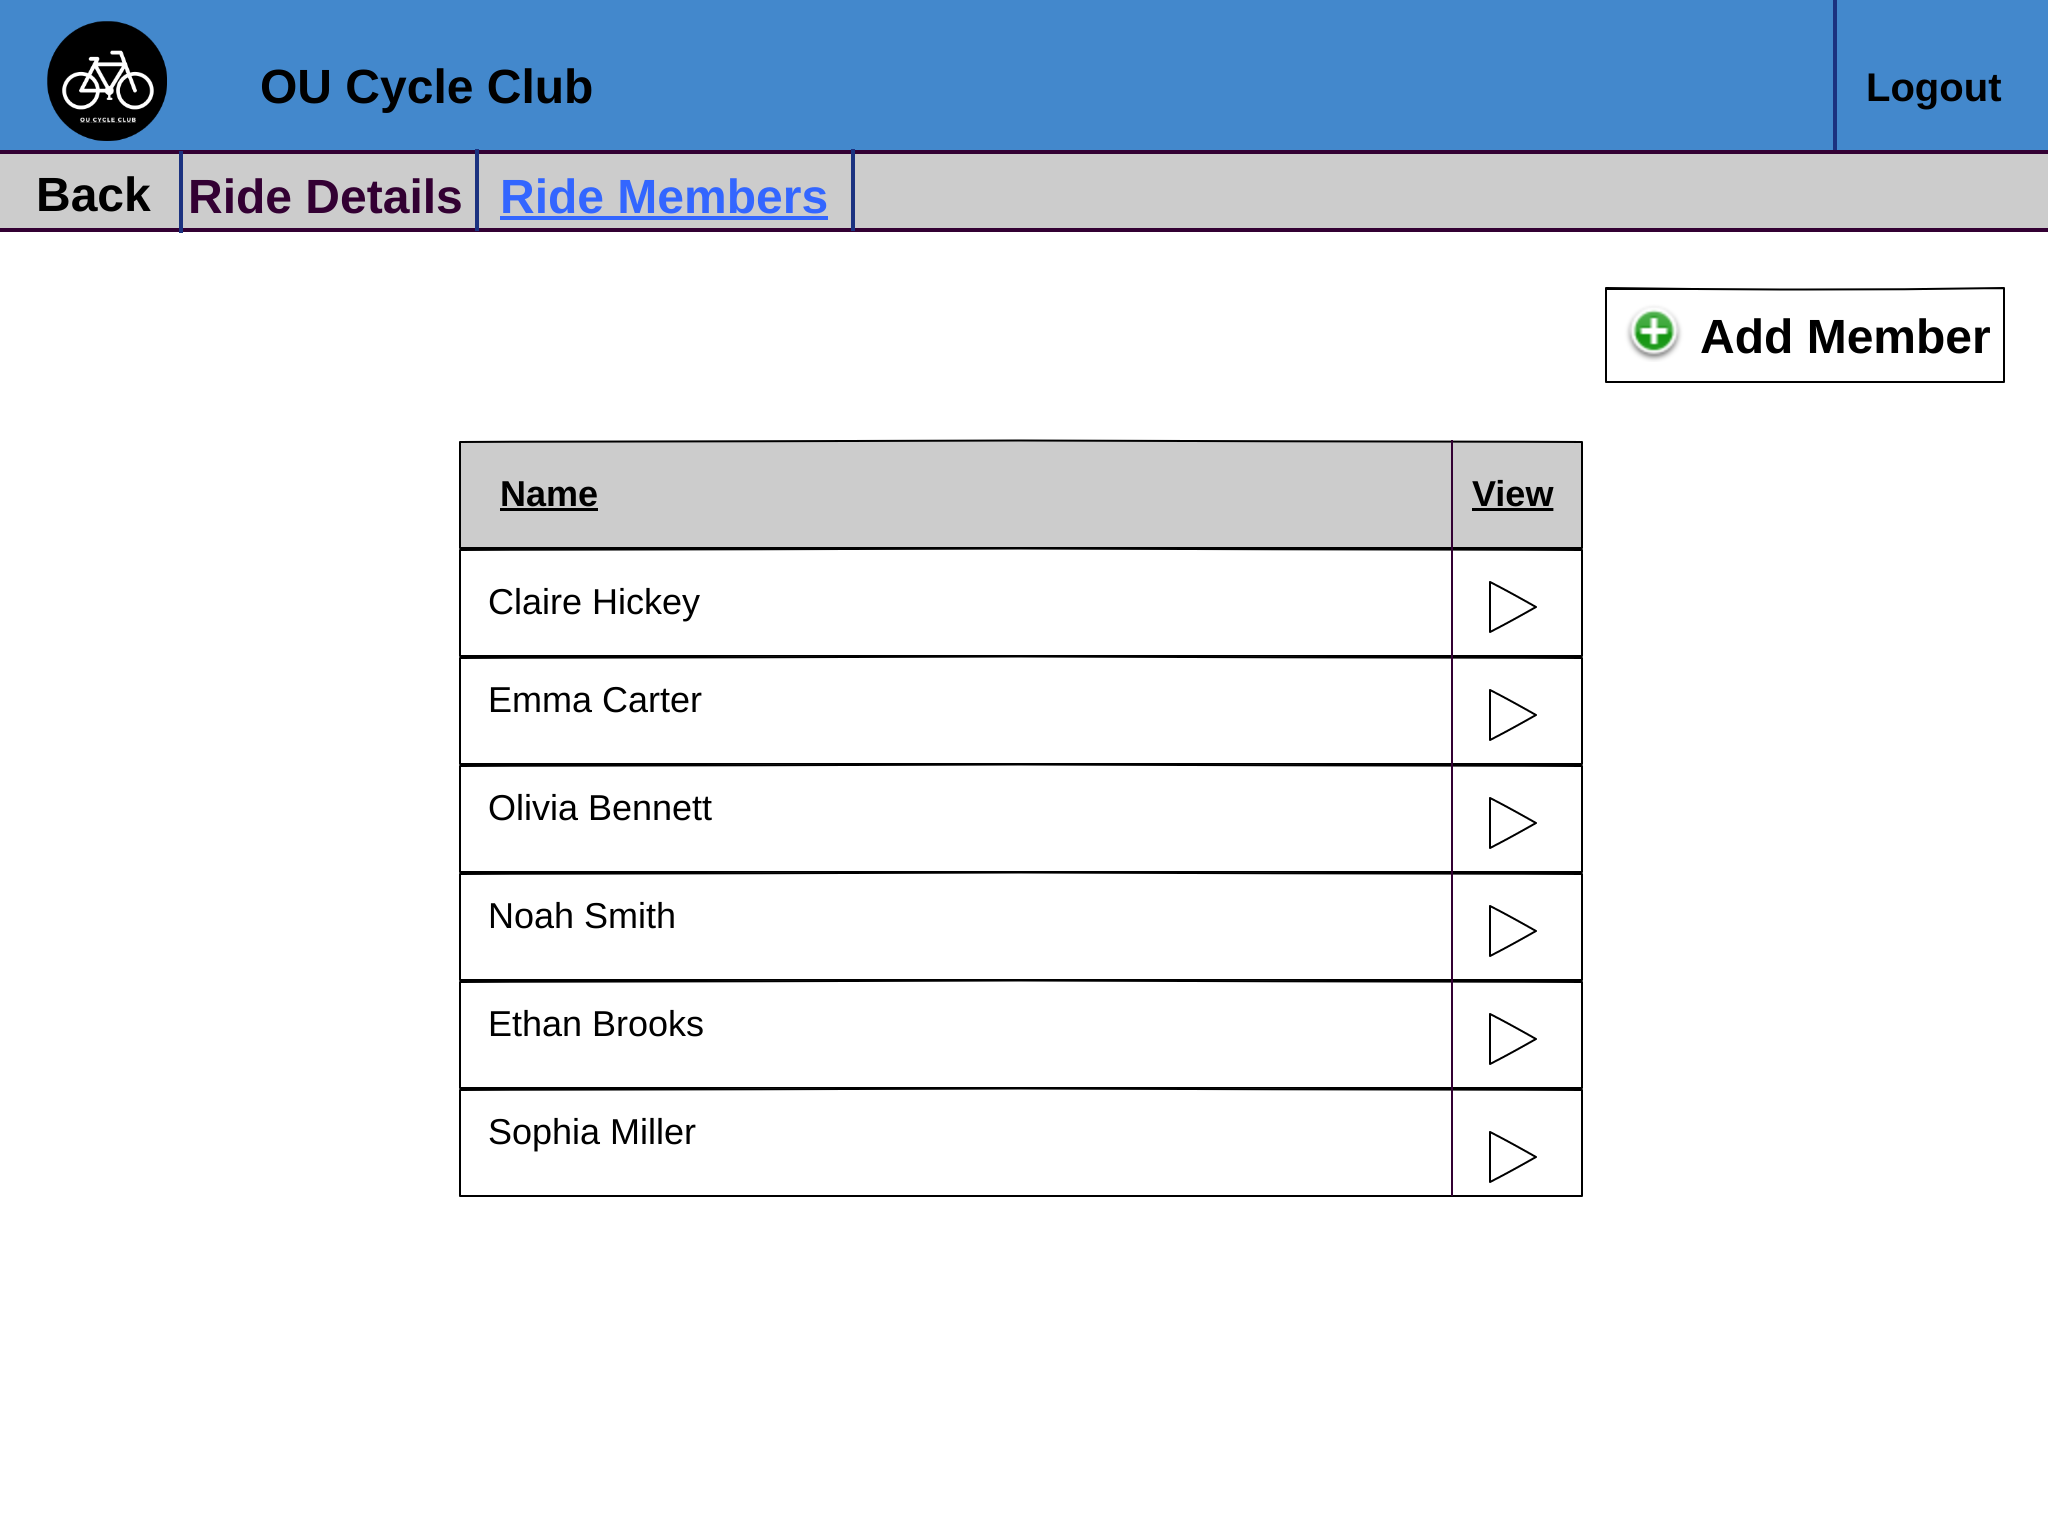 OU CYCLE CLUB
OU Cycle Club
Logout
Back
Ride Details
Ride Members
Add Member
Name View
Claire Hickey
Emma Carter
Olivia Bennett
Noah Smith
Ethan Brooks
Sophia Miller